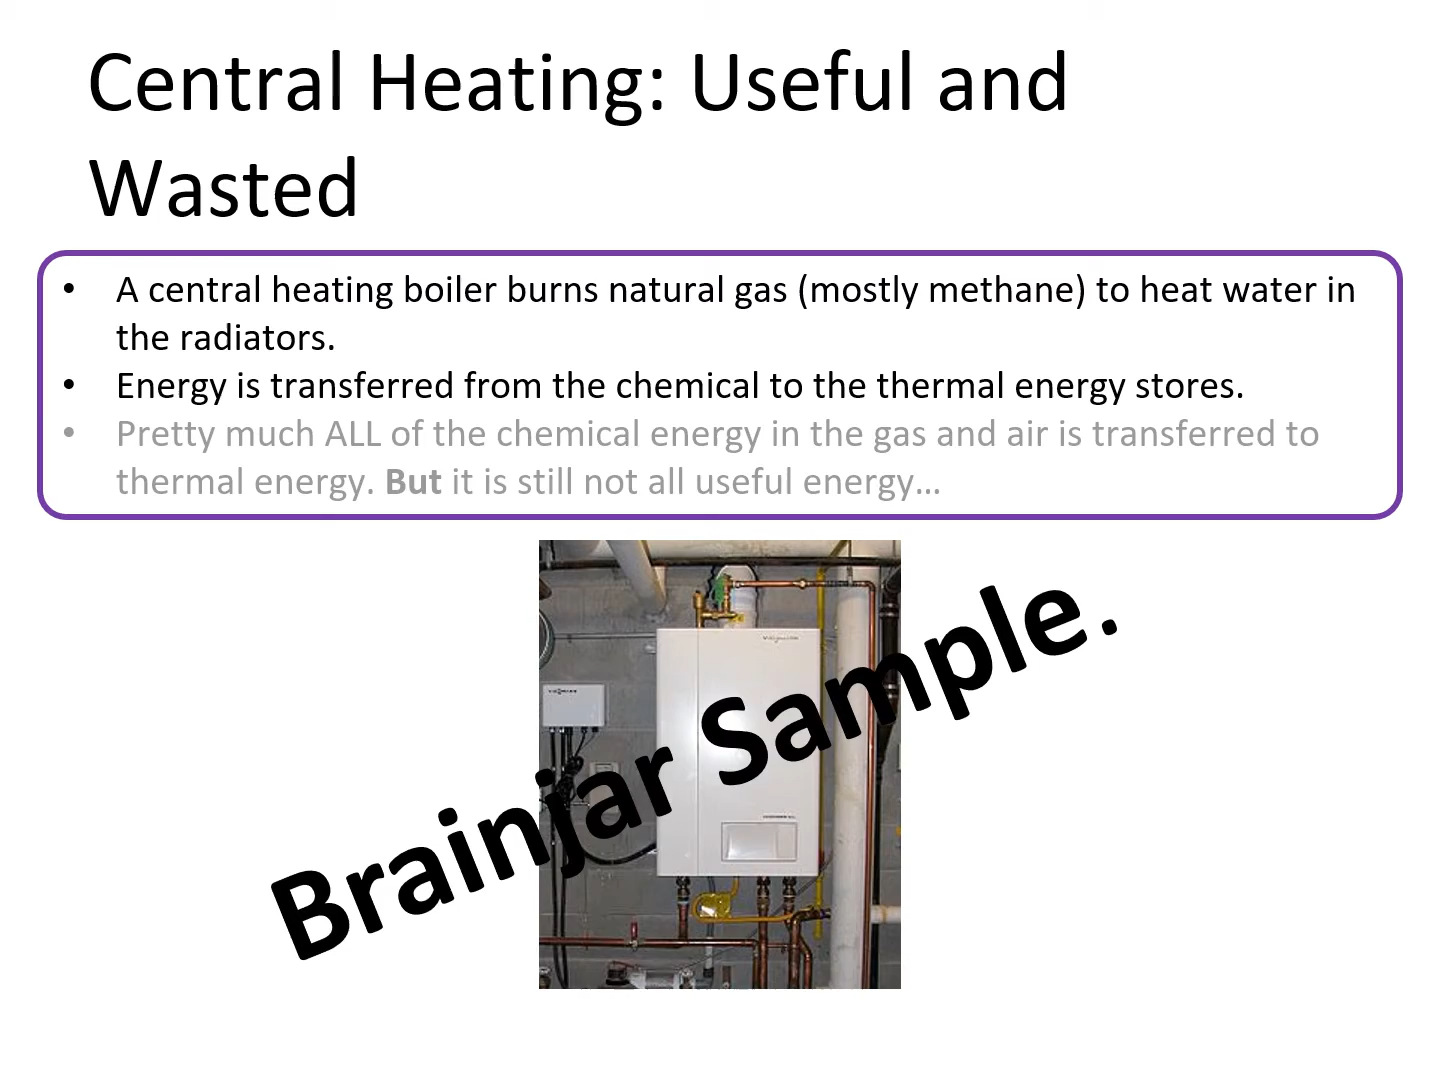 Central Heating: Useful and
Wasted
• A central heating boiler burns natural gas (mostly methane) to heat water in
the radiators.
• Energy is transferred from the chemical to the thermal energy stores.
• Pretty much ALL of the chemical energy in the gas and air is transferred to
thermal energy. But it is still not all useful energy…
Brainjar Sample.